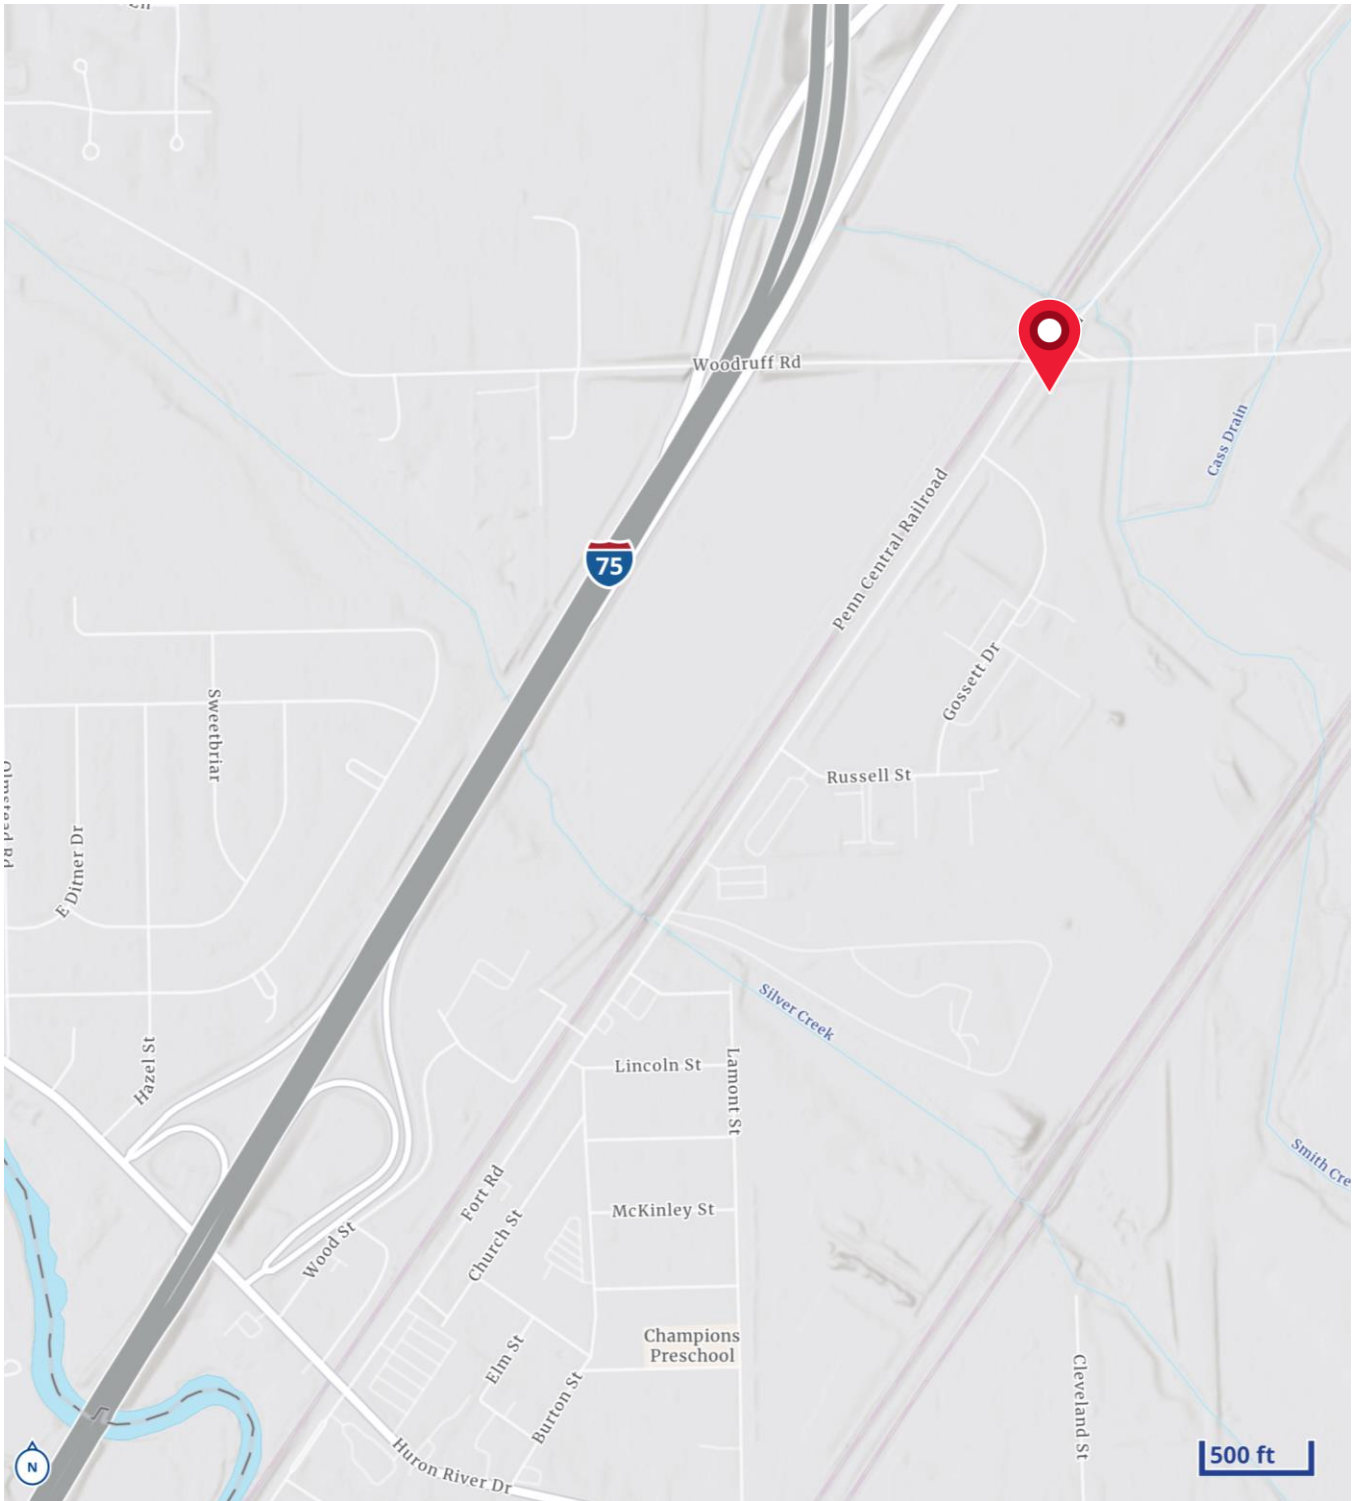 Woodruff Rd
Cass Drain
Penn Central Railroad
75
Gossett Dr
Sweetbriar
Russell St
E Ditner Dr
Silver Creek
Hazel St
Lincoln St
Lamont St
Smith Cre
Fort Rd
McKinley St
Church St
Wood St
Champions
Preschool
Elm St
Burton St
Cleveland St
Huron River Dr
500 ft
N